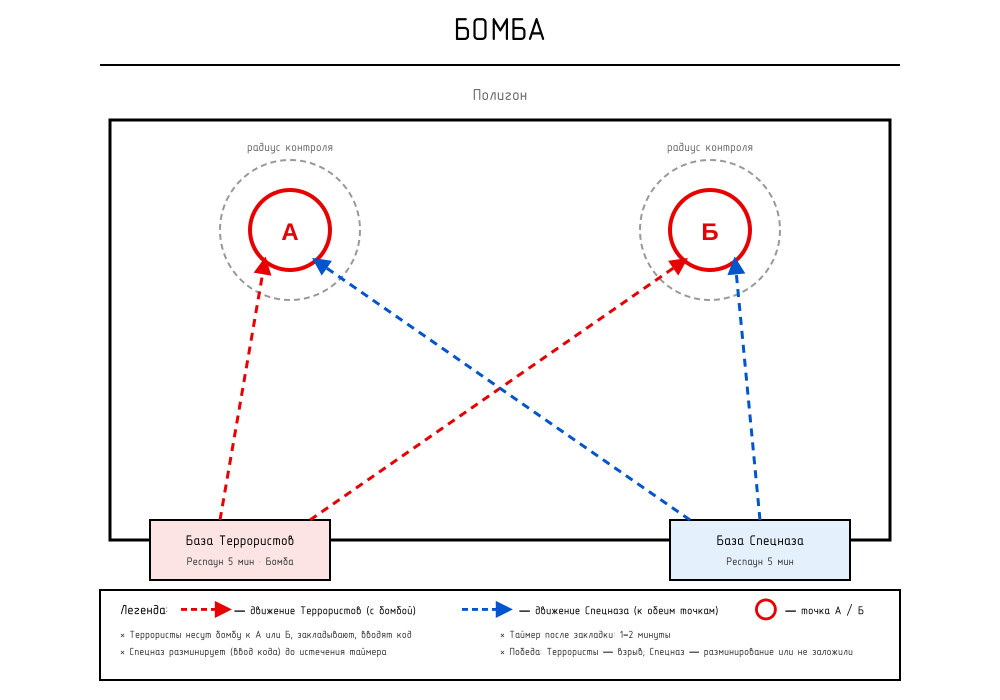 БОМБА
Полигон
радиус контроля
радиус контроля
А
Б
База Террористов
Респаун 5 мин · Бомба
База Спецназа
Респаун 5 мин
Легенда:
— движение Террористов (с бомбой)
— движение Спецназа (к обеим точкам)
— точка А / Б
× Террористы несут бомбу к А или Б, закладывают, вводят код
× Таймер после закладки: 1–2 минуты
× Спецназ разминирует (ввод кода) до истечения таймера
× Победа: Террористы — взрыв; Спецназ — разминирование или не заложили